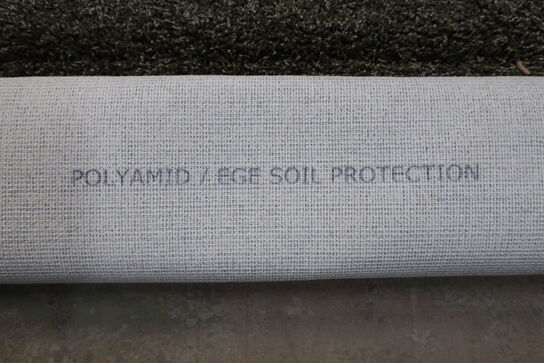 POLYAMID / EGE SOIL PROTECTION